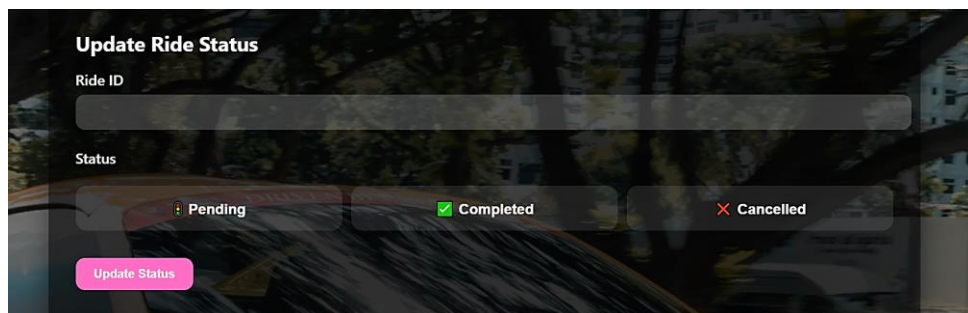 Update Ride Status
Ride ID
Status
🚦 Pending ✅ Completed ❌ Cancelled
Update Status